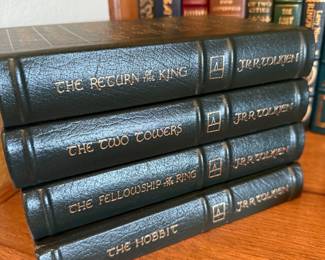 THE RETURN OF THE KING J.R.R. TOLKIEN
THE TWO TOWERS J.R.R. TOLKIEN
THE FELLOWSHIP OF THE RING J.R.R. TOLKIEN
THE HOBBIT J.R.R. TOLKIEN